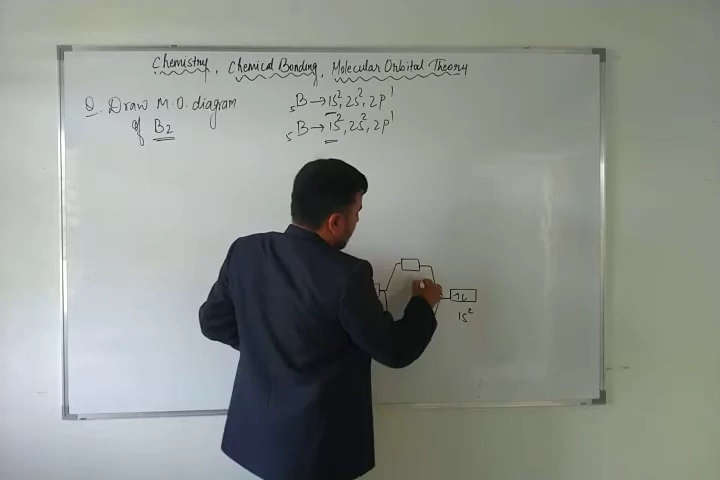 Chemistry, Chemical Bonding, Molecular Orbital Theory
Q. Draw M.O. diagram
of B₂
₅B → 1s², 2s², 2p¹
₅B → 1s², 2s², 2p¹
1s²